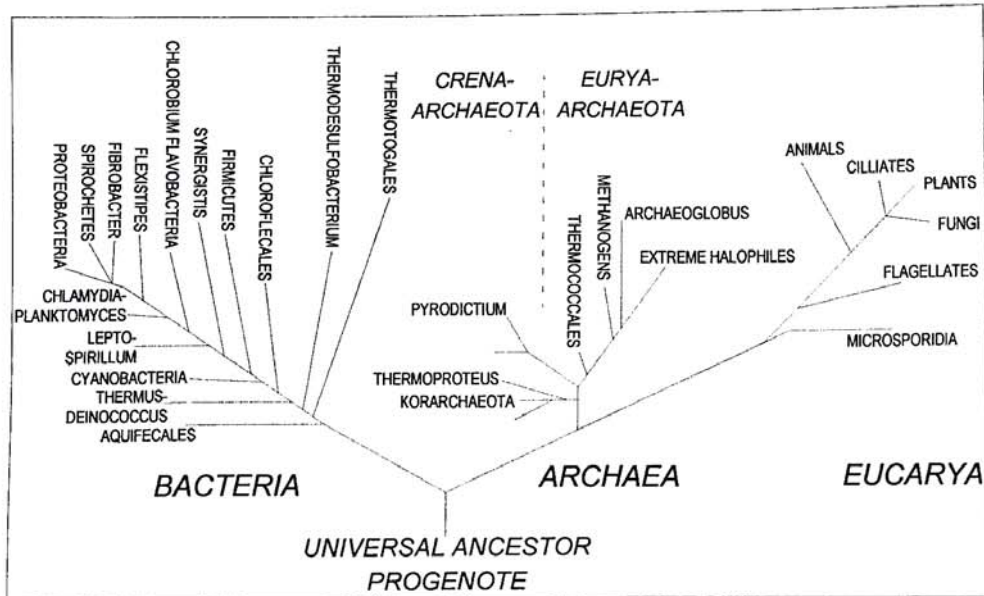 PROTEOBACTERIA
SPIROCHETES
FIBROBACTER
FLEXISTIPES
CHLOROBIUM FLAVOBACTERIA
SYNERGISTIS
FIRMICUTES
CHLOROFLECALES
THERMODESULFOBACTERIUM
THERMOTOGALES
CHLAMYDIA-
PLANKTOMYCES
LEPTO-
SPIRILLUM
CYANOBACTERIA
THERMUS-
DEINOCOCCUS
AQUIFECALES
CRENA-
ARCHAEOTA
EURYA-
ARCHAEOTA
PYRODICTIUM
THERMOPROTEUS
KORARCHAEOTA
THERMOCOCCALES
METHANOGENS
ARCHAEOGLOBUS
EXTREME HALOPHILES
ANIMALS
CILLIATES
PLANTS
FUNGI
FLAGELLATES
MICROSPORIDIA
BACTERIA
ARCHAEA
EUCARYA
UNIVERSAL ANCESTOR
PROGENOTE